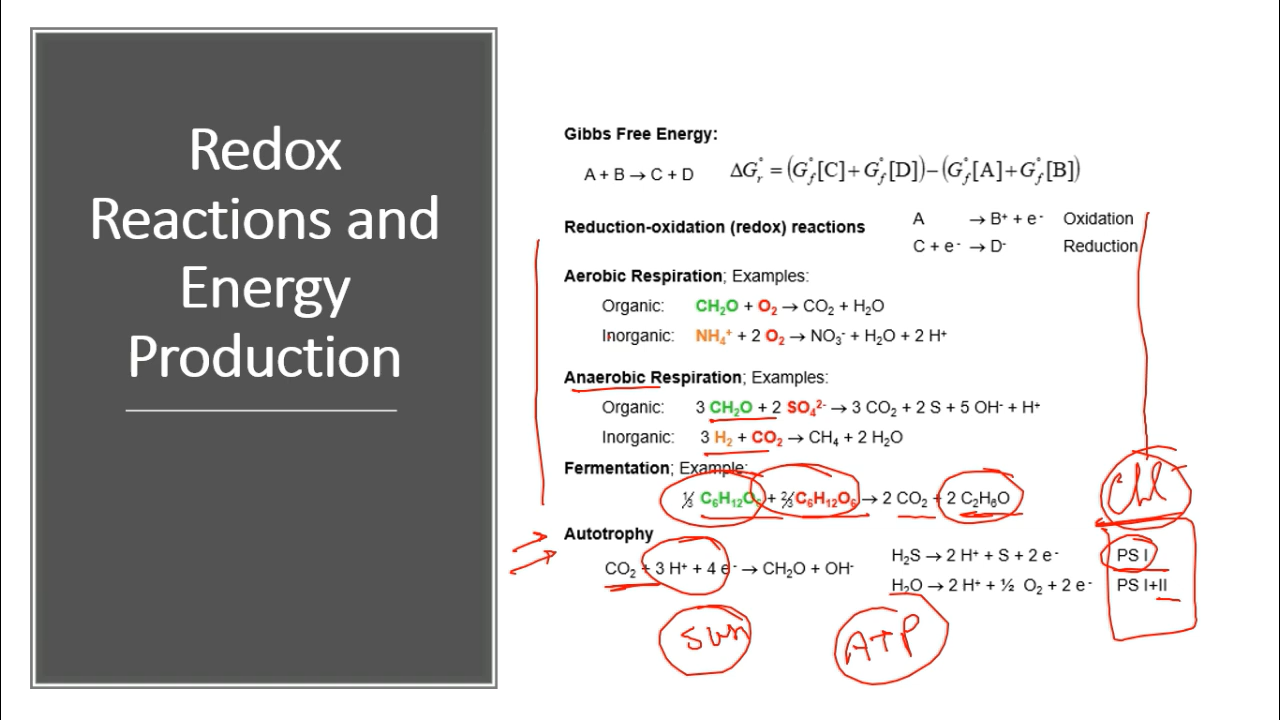 Redox
Reactions and
Energy
Production
Gibbs Free Energy:
A + B → C + D ΔG°ᵣ = (G°f[C] + G°f[D]) − (G°f[A] + G°f[B])
Reduction-oxidation (redox) reactions
A → B⁺ + e⁻ Oxidation
C + e⁻ → D⁻ Reduction
Aerobic Respiration; Examples:
Organic: CH₂O + O₂ → CO₂ + H₂O
Inorganic: NH₄⁺ + 2 O₂ → NO₃⁻ + H₂O + 2 H⁺
Anaerobic Respiration; Examples:
Organic: 3 CH₂O + 2 SO₄²⁻ → 3 CO₂ + 2 S + 5 OH⁻ + H⁺
Inorganic: 3 H₂ + CO₂ → CH₄ + 2 H₂O
Fermentation; Example:
⅓ C₆H₁₂O₆ + ⅔ C₆H₁₂O₆ → 2 CO₂ + 2 C₂H₆O
Chl
Autotrophy
CO₂ + 3 H⁺ + 4 e⁻ → CH₂O + OH⁻
H₂S → 2 H⁺ + S + 2 e⁻ PS I
H₂O → 2 H⁺ + ½ O₂ + 2 e⁻ PS I+II
Sun
ATP